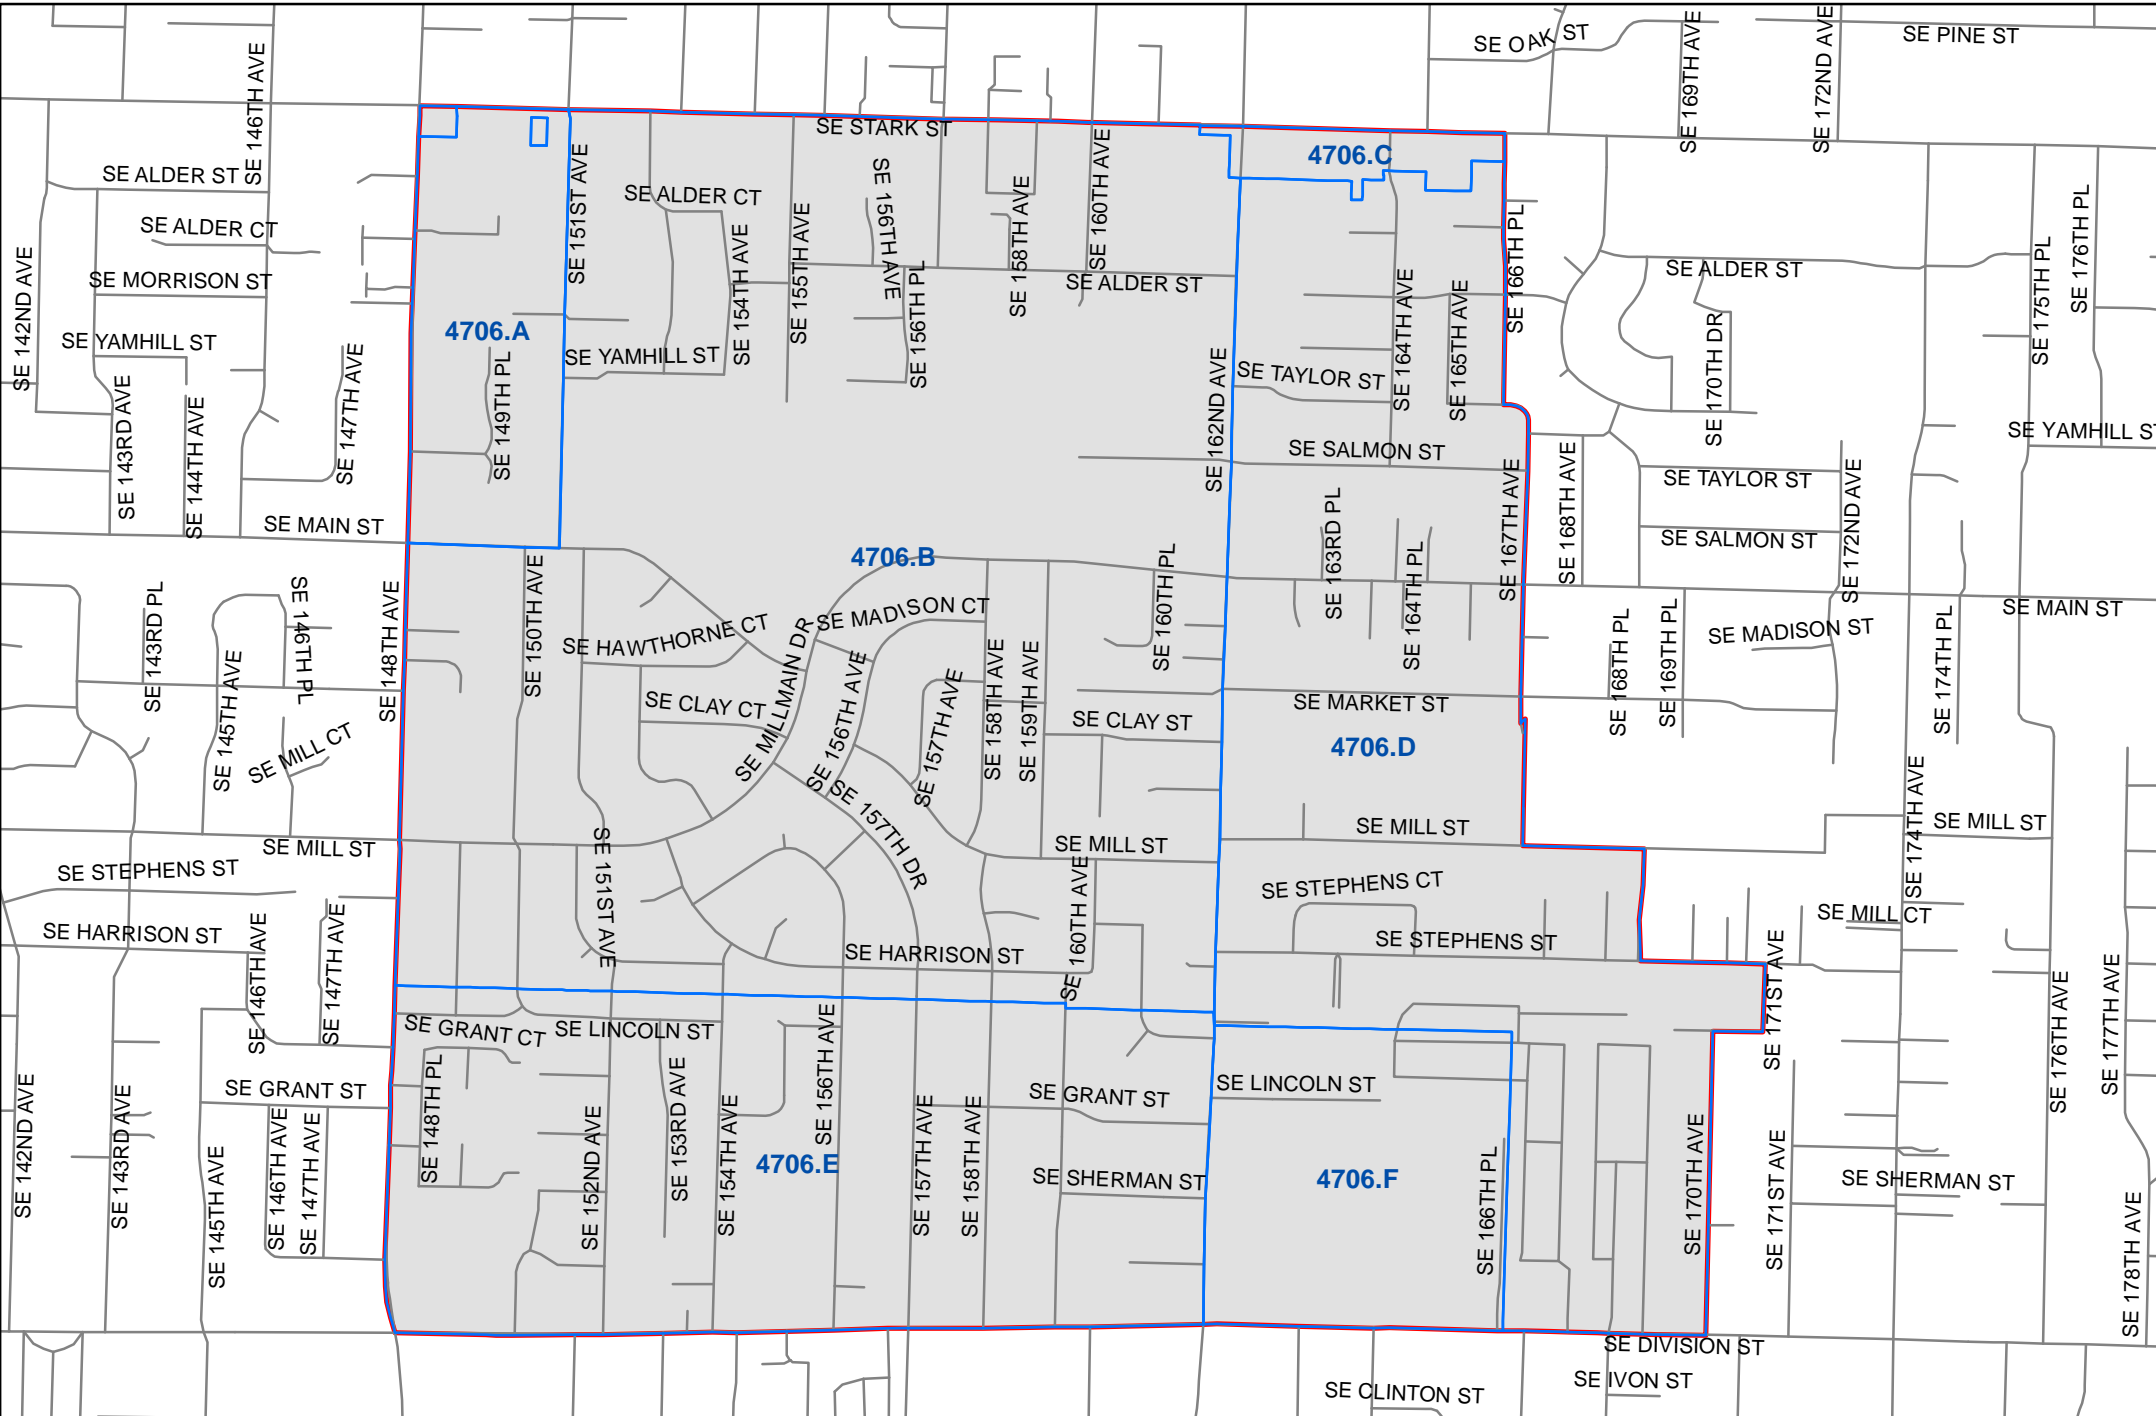 SE OAK ST
SE PINE ST
SE 146TH AVE
SE 169TH AVE
SE 172ND AVE
SE STARK ST
4706.C
SE ALDER ST
SE ALDER CT
SE 151ST AVE
SE 156TH AVE
SE 160TH AVE
SE 158TH AVE
SE 155TH AVE
SE 154TH AVE
SE 166TH PL
SE 176TH PL
SE 175TH PL
SE ALDER CT
SE MORRISON ST
SE 142ND AVE
SE ALDER ST
SE ALDER ST
SE 156TH PL
SE 164TH AVE
SE 165TH AVE
SE 170TH DR
4706.A
SE YAMHILL ST
SE YAMHILL ST
SE 149TH PL
SE 147TH AVE
SE 143RD AVE
SE 144TH AVE
SE 162ND AVE
SE TAYLOR ST
SE YAMHILL ST
SE SALMON ST
SE 167TH AVE
SE 168TH AVE
SE TAYLOR ST
SE 172ND AVE
SE MAIN ST
SE 163RD PL
SE SALMON ST
4706.B
SE 150TH AVE
SE 160TH PL
SE 164TH PL
SE 143RD PL
SE 146TH PL
SE 148TH AVE
SE HAWTHORNE CT
SE MADISON CT
SE MAIN ST
SE MADISON ST
SE 168TH PL
SE 169TH PL
SE 174TH PL
SE 145TH AVE
SE MILL CT
SE CLAY CT
SE MILLMAIN DR
SE 156TH AVE
SE 157TH AVE
SE 158TH AVE
SE 159TH AVE
SE CLAY ST
SE MARKET ST
4706.D
SE 157TH DR
SE 174TH AVE
SE MILL ST
SE MILL ST
SE MILL ST
SE MILL ST
SE STEPHENS ST
SE 151ST AVE
SE STEPHENS CT
SE MILL CT
SE HARRISON ST
SE 146TH AVE
SE 147TH AVE
SE HARRISON ST
SE 160TH AVE
SE STEPHENS ST
SE 171ST AVE
SE 176TH AVE
SE 177TH AVE
SE GRANT CT
SE LINCOLN ST
SE 156TH AVE
SE 148TH PL
SE GRANT ST
SE 153RD AVE
SE GRANT ST
SE LINCOLN ST
SE 142ND AVE
SE 143RD AVE
SE 145TH AVE
SE 146TH AVE
SE 147TH AVE
SE 152ND AVE
SE 154TH AVE
4706.E
SE 157TH AVE
SE 158TH AVE
SE SHERMAN ST
4706.F
SE 166TH PL
SE 170TH AVE
SE 171ST AVE
SE SHERMAN ST
SE 178TH AVE
SE DIVISION ST
SE CLINTON ST
SE IVON ST